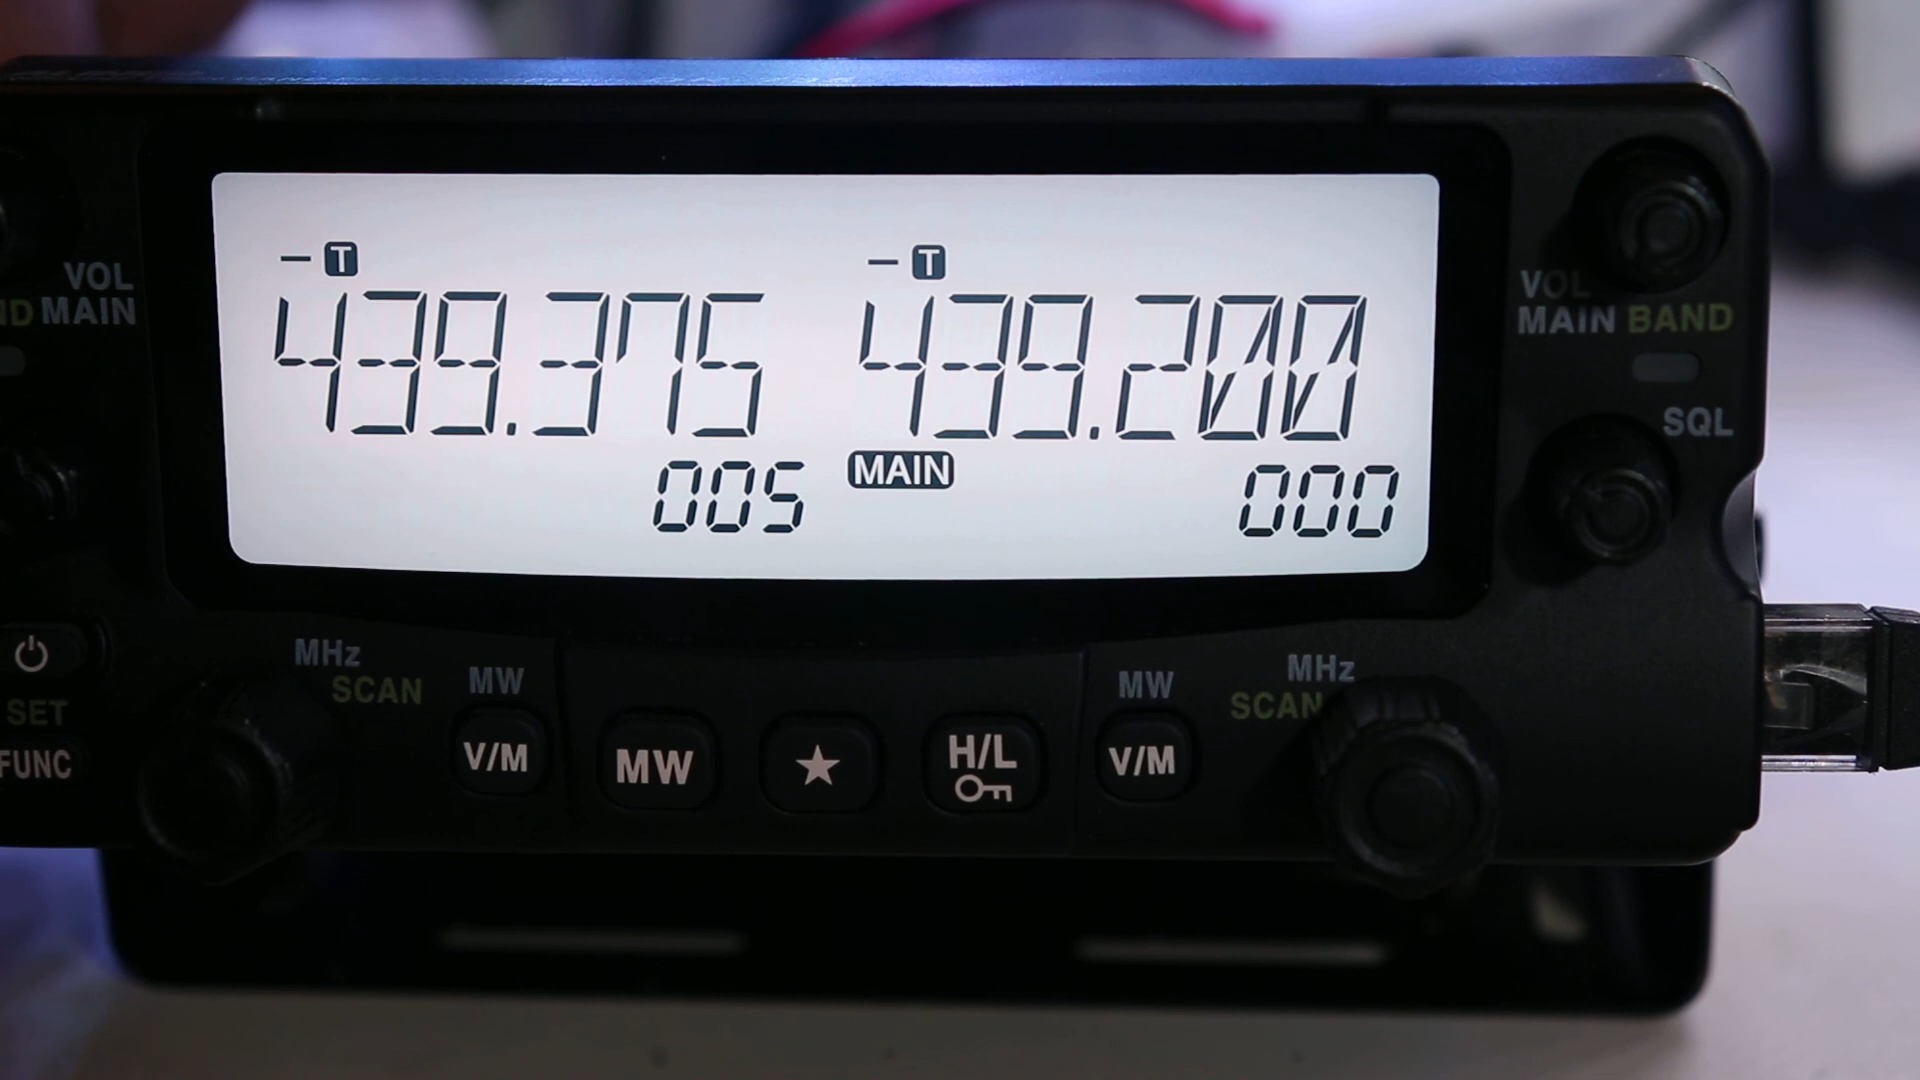 - T
- T
439.375
439.200
005
MAIN
000
VOL
MAIN
VOL
MAIN BAND
SQL
MHz
SCAN
MW
MW
MHz
SCAN
SET
FUNC
V/M
MW
★
H/L
V/M